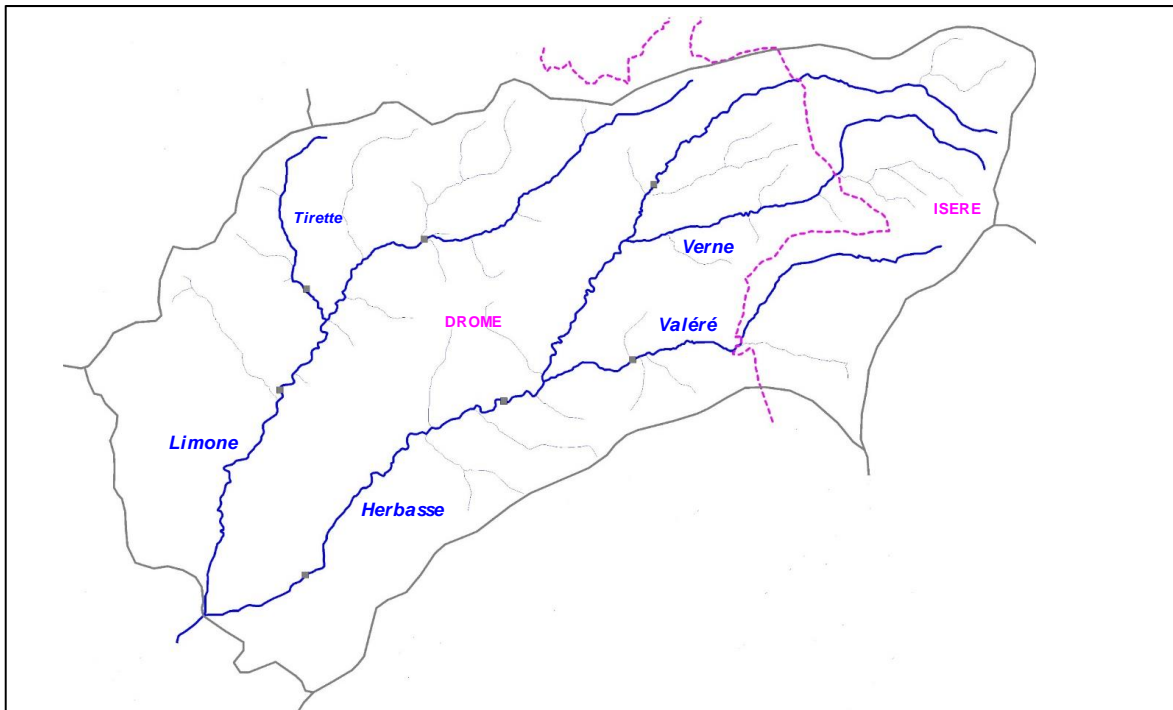 ISERE
Tirette
Verne
DROME
Valéré
Limone
Herbasse